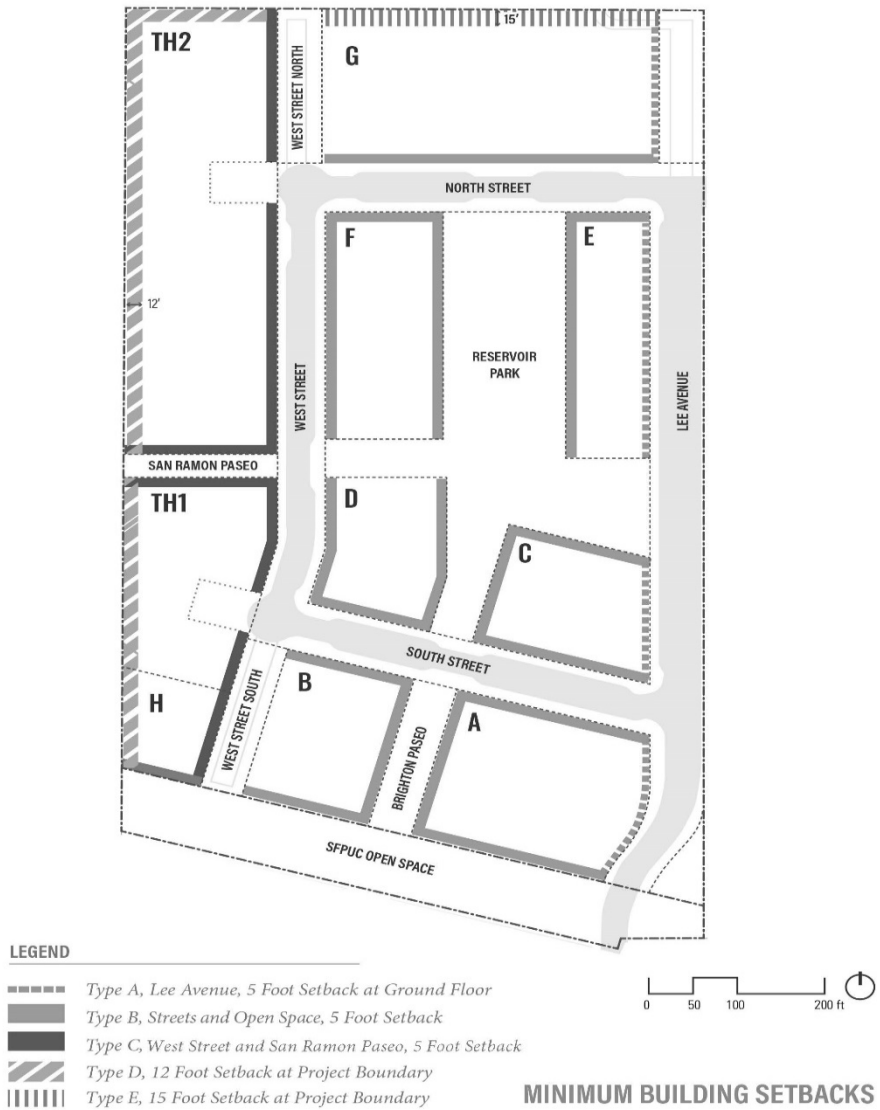 TH2
WEST STREET NORTH
15'
G
NORTH STREET
F
E
12'
WEST STREET
RESERVOIR
PARK
LEE AVENUE
SAN RAMON PASEO
TH1
D
C
SOUTH STREET
H
WEST STREET SOUTH
B
BRIGHTON PASEO
A
SFPUC OPEN SPACE
LEGEND
Type A, Lee Avenue, 5 Foot Setback at Ground Floor
Type B, Streets and Open Space, 5 Foot Setback
Type C, West Street and San Ramon Paseo, 5 Foot Setback
Type D, 12 Foot Setback at Project Boundary
Type E, 15 Foot Setback at Project Boundary
0 50 100 200 ft
MINIMUM BUILDING SETBACKS